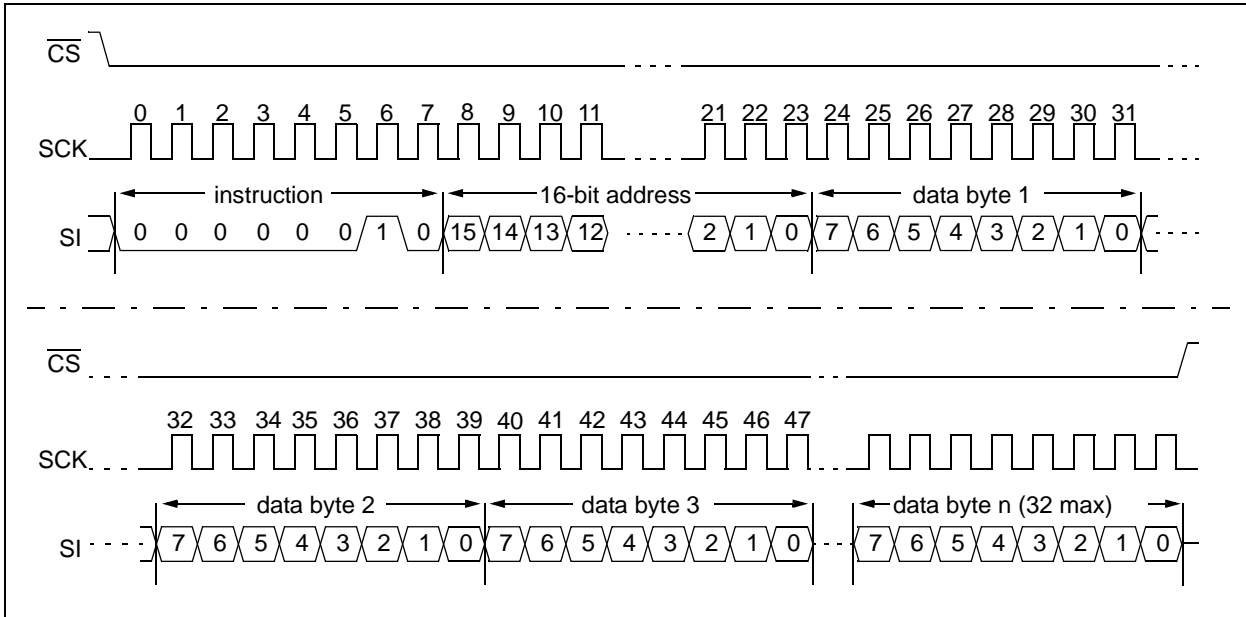 CS
0 1 2 3 4 5 6 7 8 9 10 11 21 22 23 24 25 26 27 28 29 30 31
SCK
instruction 16-bit address data byte 1
SI 0 0 0 0 0 0 1 0 15 14 13 12 2 1 0 7 6 5 4 3 2 1 0
CS
32 33 34 35 36 37 38 39 40 41 42 43 44 45 46 47
SCK
data byte 2 data byte 3 data byte n (32 max)
SI 7 6 5 4 3 2 1 0 7 6 5 4 3 2 1 0 7 6 5 4 3 2 1 0